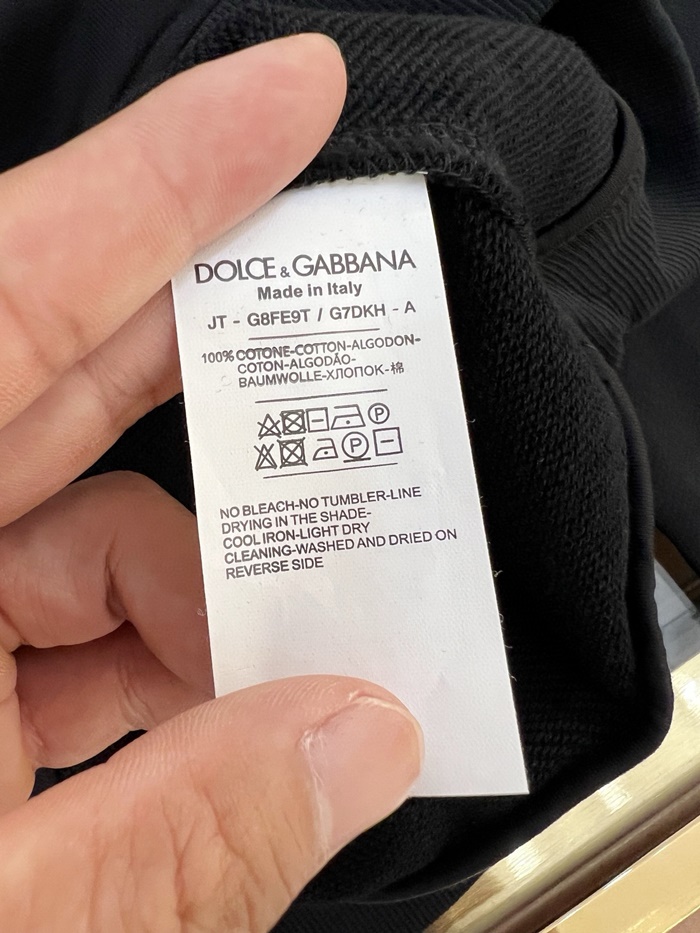 DOLCE & GABBANA
Made in Italy
JT - G8FE9T / G7DKH - A
100% COTONE-COTTON-ALGODON-
COTON-ALGODÃO-
BAUMWOLLE-ХЛОПОК-棉
P
P
NO BLEACH-NO TUMBLER-LINE
DRYING IN THE SHADE-
COOL IRON-LIGHT DRY
CLEANING-WASHED AND DRIED ON
REVERSE SIDE